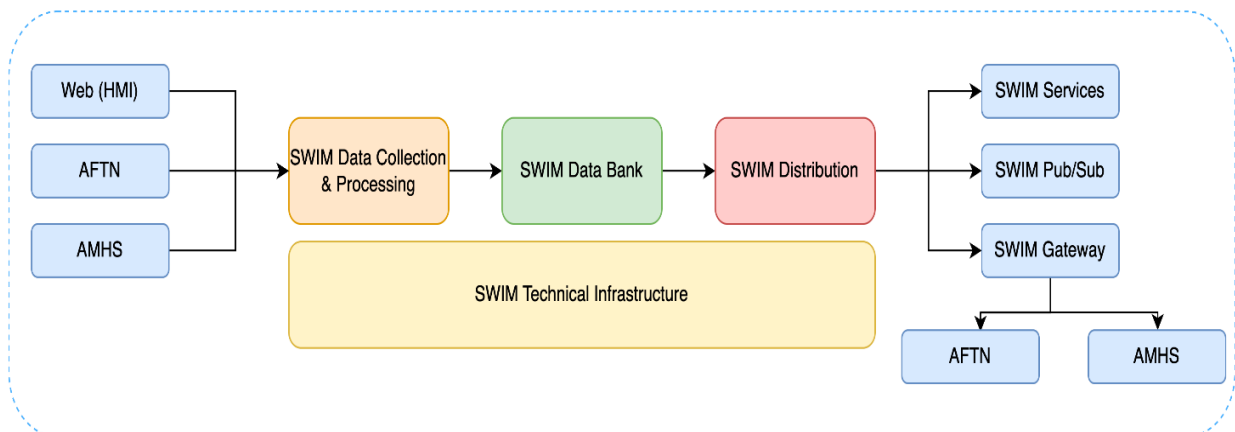 Web (HMI)
AFTN
AMHS
SWIM Data Collection
& Processing
SWIM Data Bank
SWIM Distribution
SWIM Technical Infrastructure
SWIM Services
SWIM Pub/Sub
SWIM Gateway
AFTN
AMHS